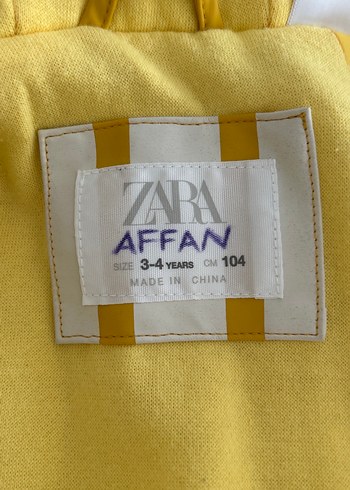 ZARA
AFFAN
SIZE 3-4 YEARS CM 104
MADE IN CHINA